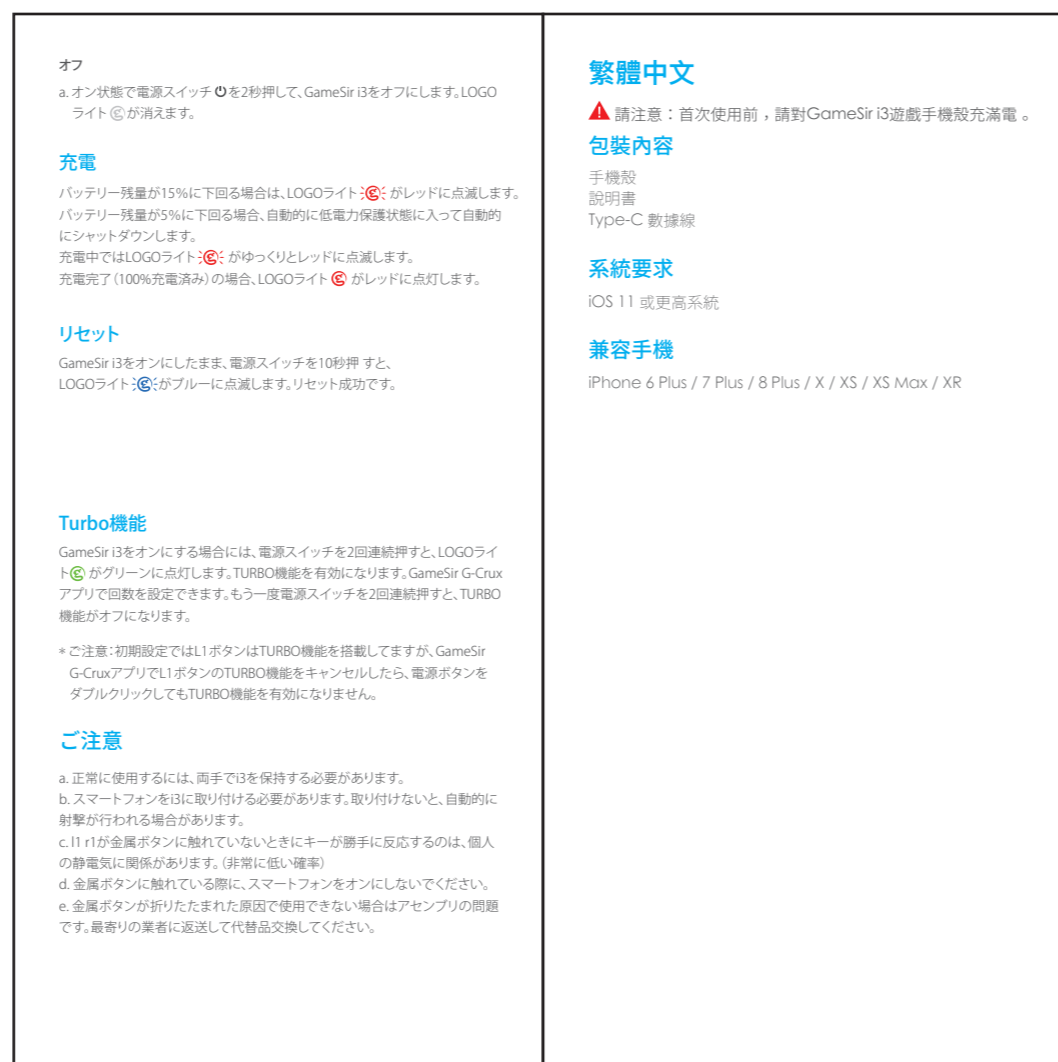 オフ
a. オン状態で電源スイッチ を2秒押して、GameSir i3をオフにします。LOGO
ライト が消えます。
充電
バッテリー残量が15%に下回る場合は、LOGOライト がレッドに点滅します。
バッテリー残量が5%に下回る場合、自動的に低電力保護状態に入って自動的
にシャットダウンします。
充電中ではLOGOライト がゆっくりとレッドに点滅します。
充電完了(100%充電済み)の場合、LOGOライト がレッドに点灯します。
リセット
GameSir i3をオンにしたまま、電源スイッチを10秒押 すと、
LOGOライト がブルーに点滅します。リセット成功です。
Turbo機能
GameSir i3をオンにする場合には、電源スイッチを2回連続押すと、LOGOライ
ト がグリーンに点灯します。TURBO機能を有効になります。GameSir G-Crux
アプリで回数を設定できます。もう一度電源スイッチを2回連続押すと、TURBO
機能がオフになります。
* ご注意:初期設定ではL1ボタンはTURBO機能を搭載してますが、GameSir
G-CruxアプリでL1ボタンのTURBO機能をキャンセルしたら、電源ボタンを
ダブルクリックしてもTURBO機能を有効になりません。
ご注意
a. 正常に使用するには、両手でi3を保持する必要があります。
b. スマートフォンをi3に取り付ける必要があります。取り付けないと、自動的に
射撃が行われる場合があります。
c. l1 r1が金属ボタンに触れていないときにキーが勝手に反応するのは、個人
の静電気に関係があります。(非常に低い確率)
d. 金属ボタンに触れている際に、スマートフォンをオンにしないでください。
e. 金属ボタンが折りたたまれた原因で使用できない場合はアセンブリの問題
です。最寄りの業者に返送して代替品交換してください。
繁體中文
請注意:首次使用前,請對GameSir i3遊戲手機殼充滿電。
包裝內容
手機殼
說明書
Type-C 數據線
系統要求
iOS 11 或更高系統
兼容手機
iPhone 6 Plus / 7 Plus / 8 Plus / X / XS / XS Max / XR